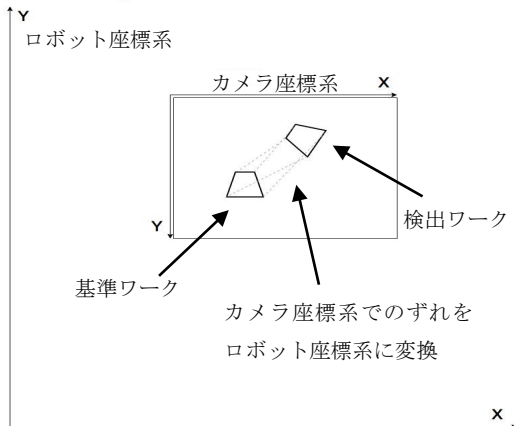 Y
ロボット座標系
カメラ座標系
X
Y
検出ワーク
基準ワーク
カメラ座標系でのずれを
ロボット座標系に変換
X